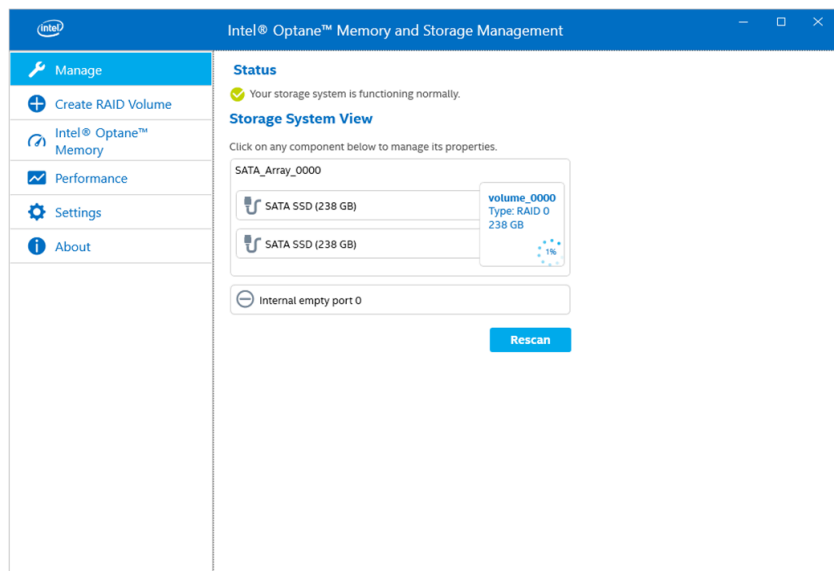 intel
Intel® Optane™ Memory and Storage Management
Manage
Create RAID Volume
Intel® Optane™
Memory
Performance
Settings
About
Status
Your storage system is functioning normally.
Storage System View
Click on any component below to manage its properties.
SATA_Array_0000
SATA SSD (238 GB)
SATA SSD (238 GB)
volume_0000
Type: RAID 0
238 GB
1%
Internal empty port 0
Rescan